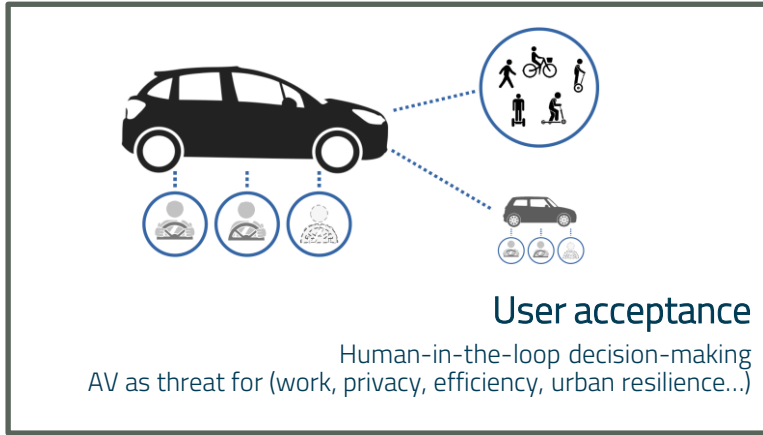 User acceptance
Human-in-the-loop decision-making
AV as threat for (work, privacy, efficiency, urban resilience...)